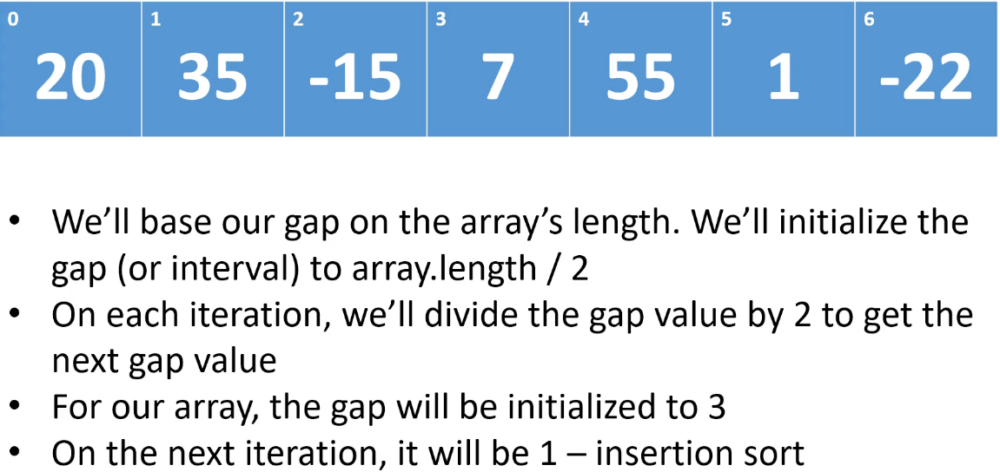 0 1 2 3 4 5 6
20 35 -15 7 55 1 -22
• We’ll base our gap on the array’s length. We’ll initialize the
gap (or interval) to array.length / 2
• On each iteration, we’ll divide the gap value by 2 to get the
next gap value
• For our array, the gap will be initialized to 3
• On the next iteration, it will be 1 – insertion sort